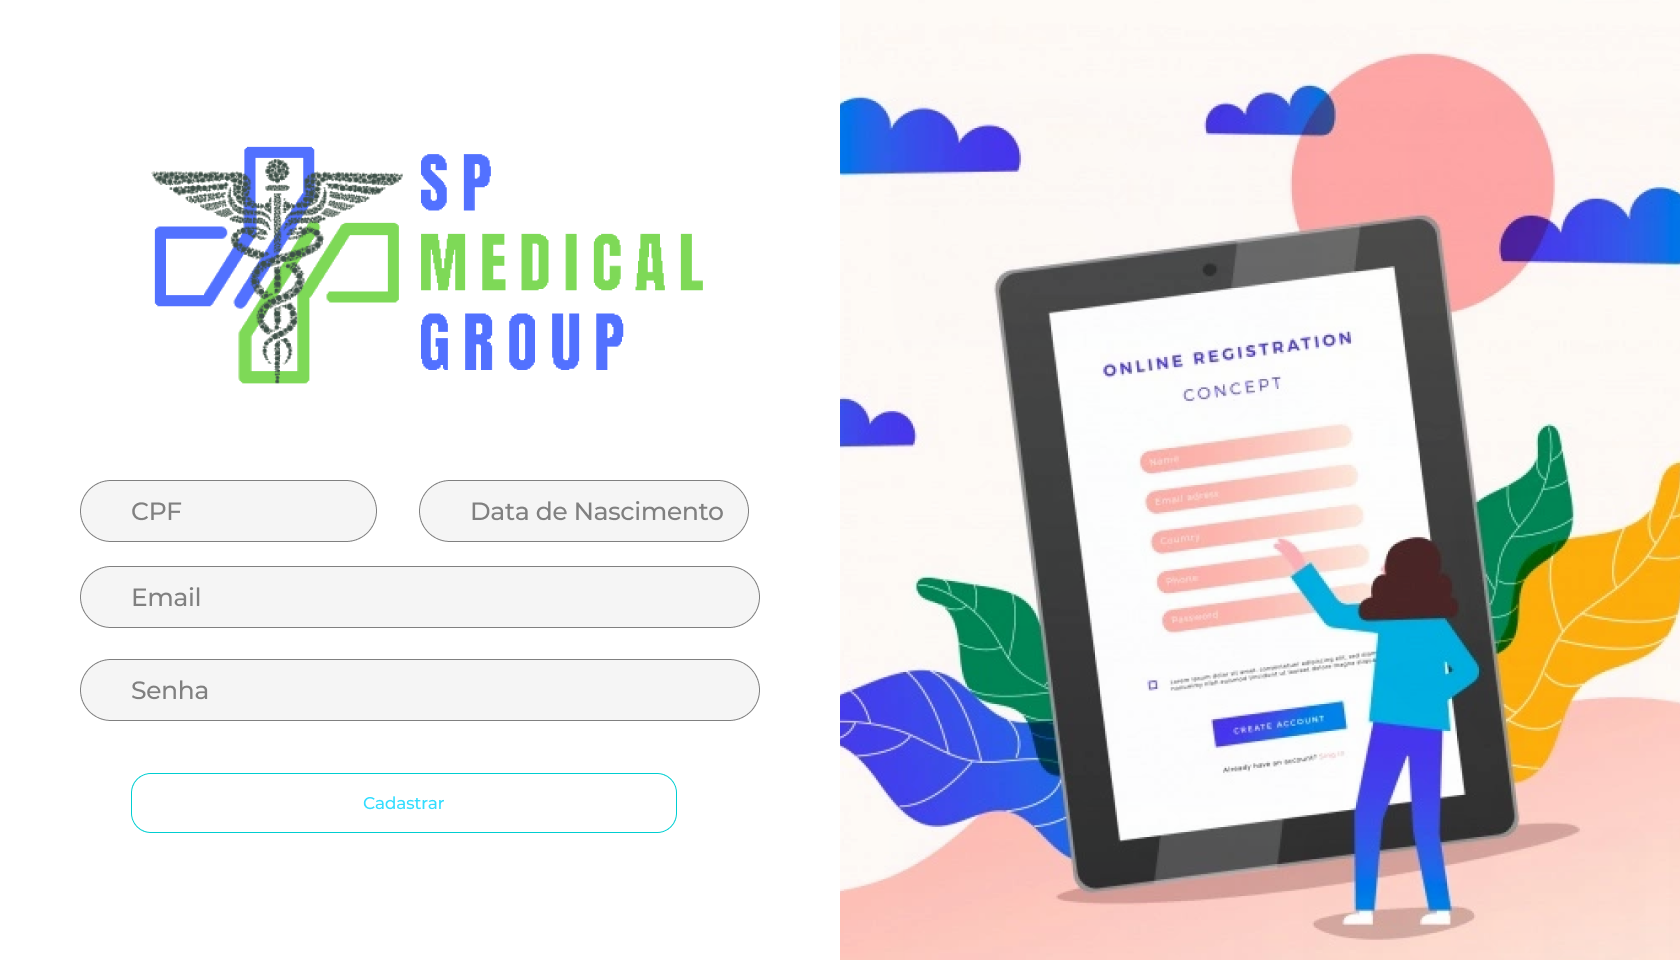 SP
MEDICAL
GROUP
CPF
Data de Nascimento
Email
Senha
Cadastrar
ONLINE REGISTRATION
CONCEPT
Name
Email adress
Country
Phone
Password
CREATE ACCOUNT
Already have an account?